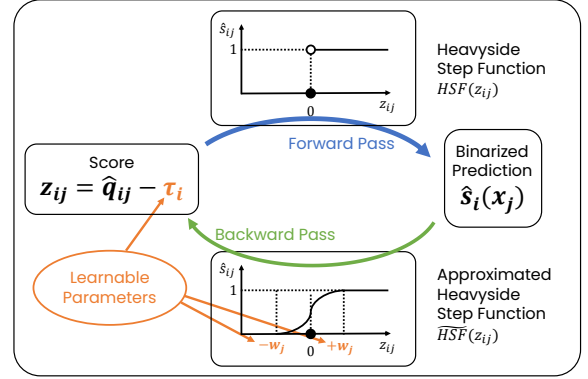 ŝᵢⱼ
1
0
zᵢⱼ
Heavyside
Step Function
HSF(zᵢⱼ)
Forward Pass
Score
zᵢⱼ = q̂ᵢⱼ − τᵢ
Binarized
Prediction
ŝᵢ(xⱼ)
Backward Pass
Learnable
Parameters
ŝᵢⱼ
1
−wⱼ
0
+wⱼ
zᵢⱼ
Approximated
Heavyside
Step Function
H͠SF(zᵢⱼ)